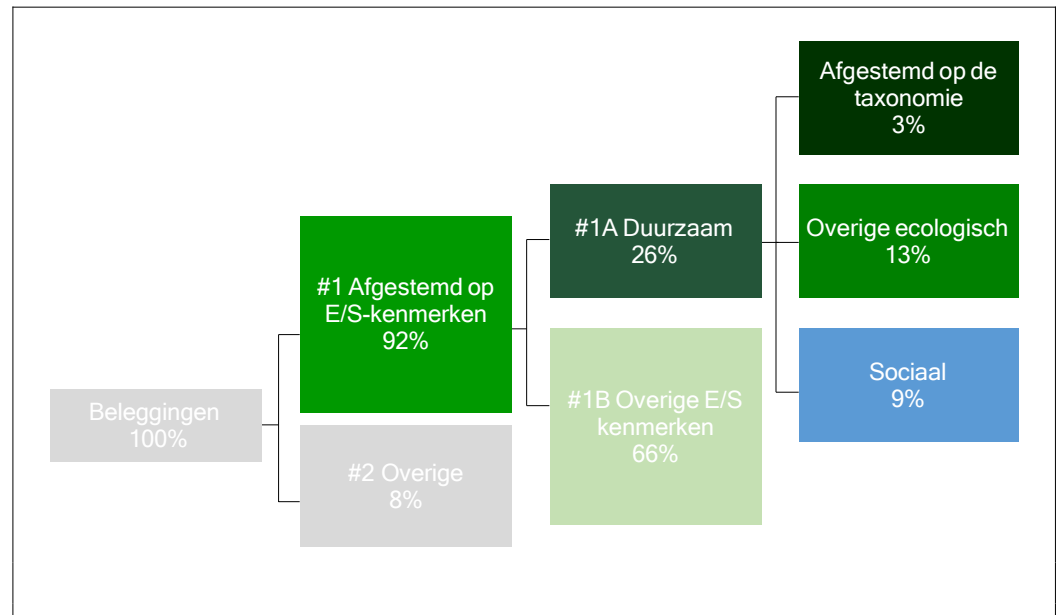 Beleggingen
100%
#1 Afgestemd op
E/S-kenmerken
92%
#2 Overige
8%
#1A Duurzaam
26%
#1B Overige E/S
kenmerken
66%
Afgestemd op de
taxonomie
3%
Overige ecologisch
13%
Sociaal
9%